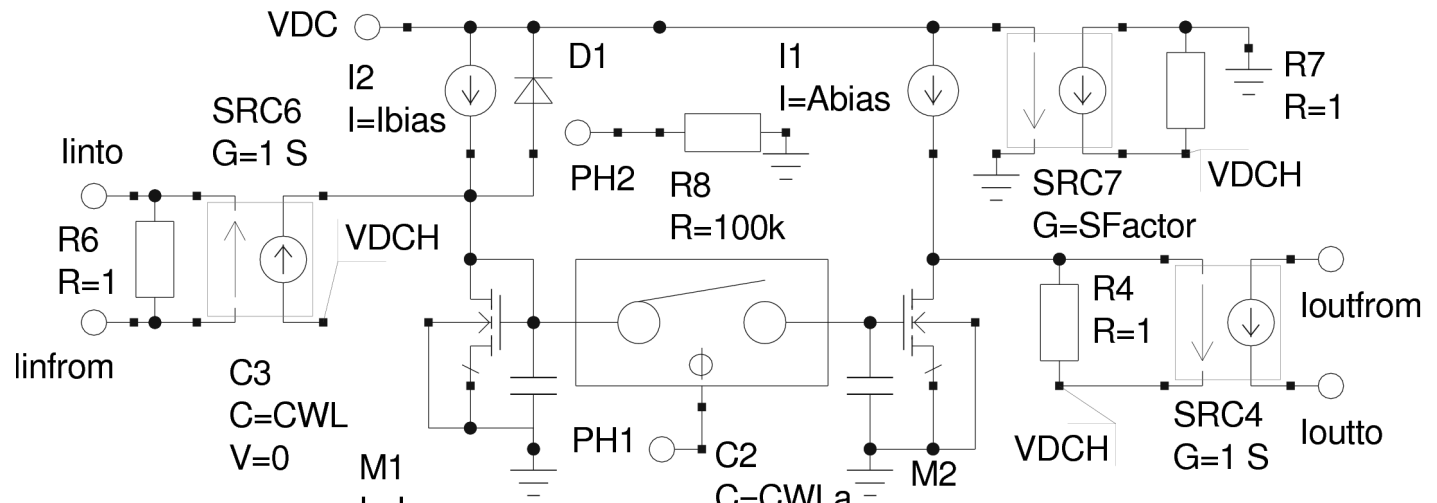 VDC
D1
I1
I2
I=Ibias
I=Abias
R7
R=1
SRC6
G=1 S
Iinto
PH2
R8
R=100k
SRC7
G=SFactor
VDCH
R6
R=1
VDCH
R4
R=1
Ioutfrom
Iinfrom
C3
C=CWL
V=0
M1
PH1
C2
C=CWLa
M2
VDCH
SRC4
G=1 S
Ioutto